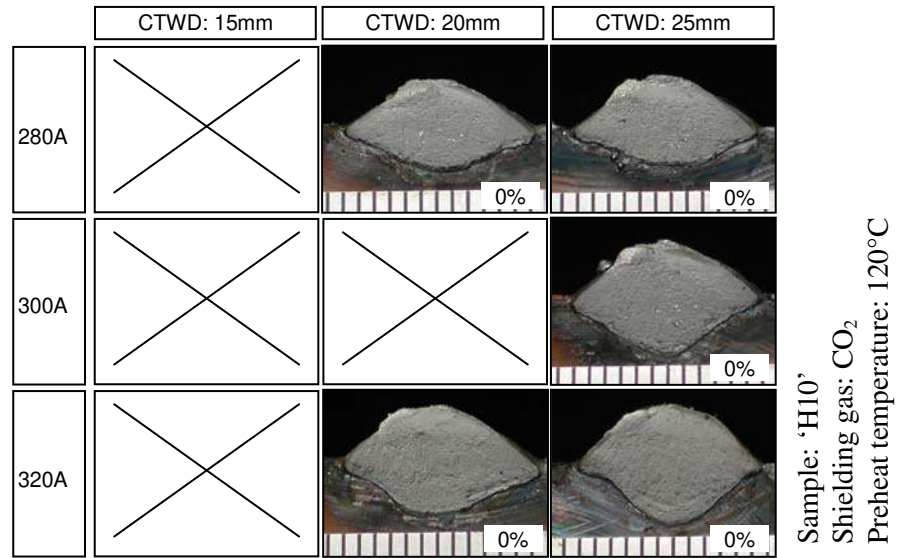 CTWD: 15mm CTWD: 20mm CTWD: 25mm
280A 0% 0%
300A 0%
320A 0% 0%
Sample: ‘H10’
Shielding gas: CO₂
Preheat temperature: 120°C